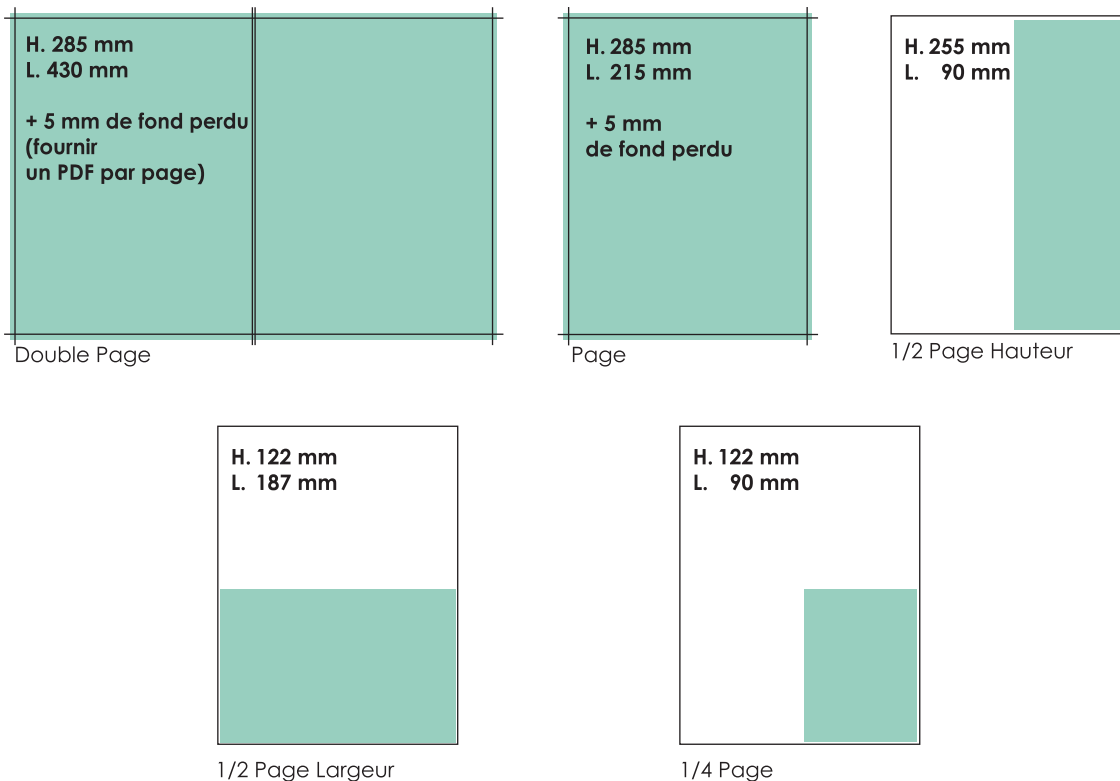 H. 285 mm
L. 430 mm
+ 5 mm de fond perdu
(fournir
un PDF par page)
Double Page
H. 285 mm
L. 215 mm
+ 5 mm
de fond perdu
Page
H. 255 mm
L. 90 mm
1/2 Page Hauteur
H. 122 mm
L. 187 mm
1/2 Page Largeur
H. 122 mm
L. 90 mm
1/4 Page